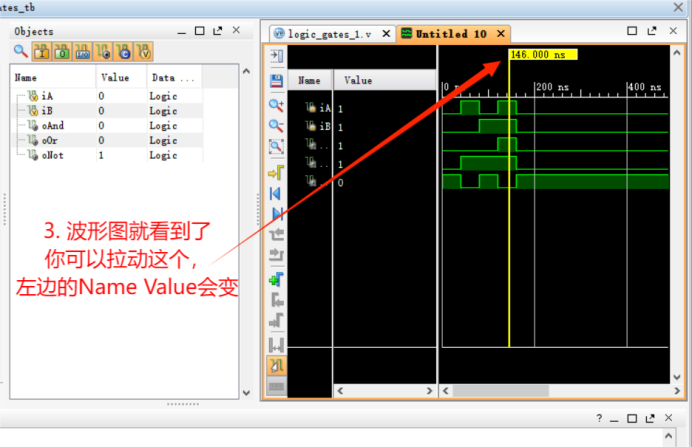 ates_tb
Objects
Name Value Data ...
iA 0 Logic
iB 0 Logic
oAnd 0 Logic
oOr 0 Logic
oNot 1 Logic
3. 波形图就看到了
你可以拉动这个，
左边的Name Value会变
logic_gates_1.v Untitled 10
146.000 ns
Name Value
0 200 ns 400 ns
iA 1
iB 1
... 1
... 1
... 0